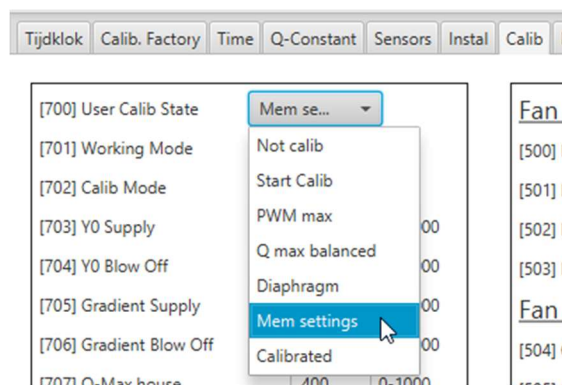 Tijdklok Calib. Factory Time Q-Constant Sensors Instal Calib
[700] User Calib State Mem se...
Fan
[701] Working Mode Not calib
[500]
[702] Calib Mode Start Calib
[501]
[703] Y0 Supply PWM max 00
[502]
[704] Y0 Blow Off Q max balanced 00
[503]
Diaphragm
[705] Gradient Supply Mem settings 00
Fan
[706] Gradient Blow Off Calibrated 00
[504]
[707] Q-Max house 400 0-1000